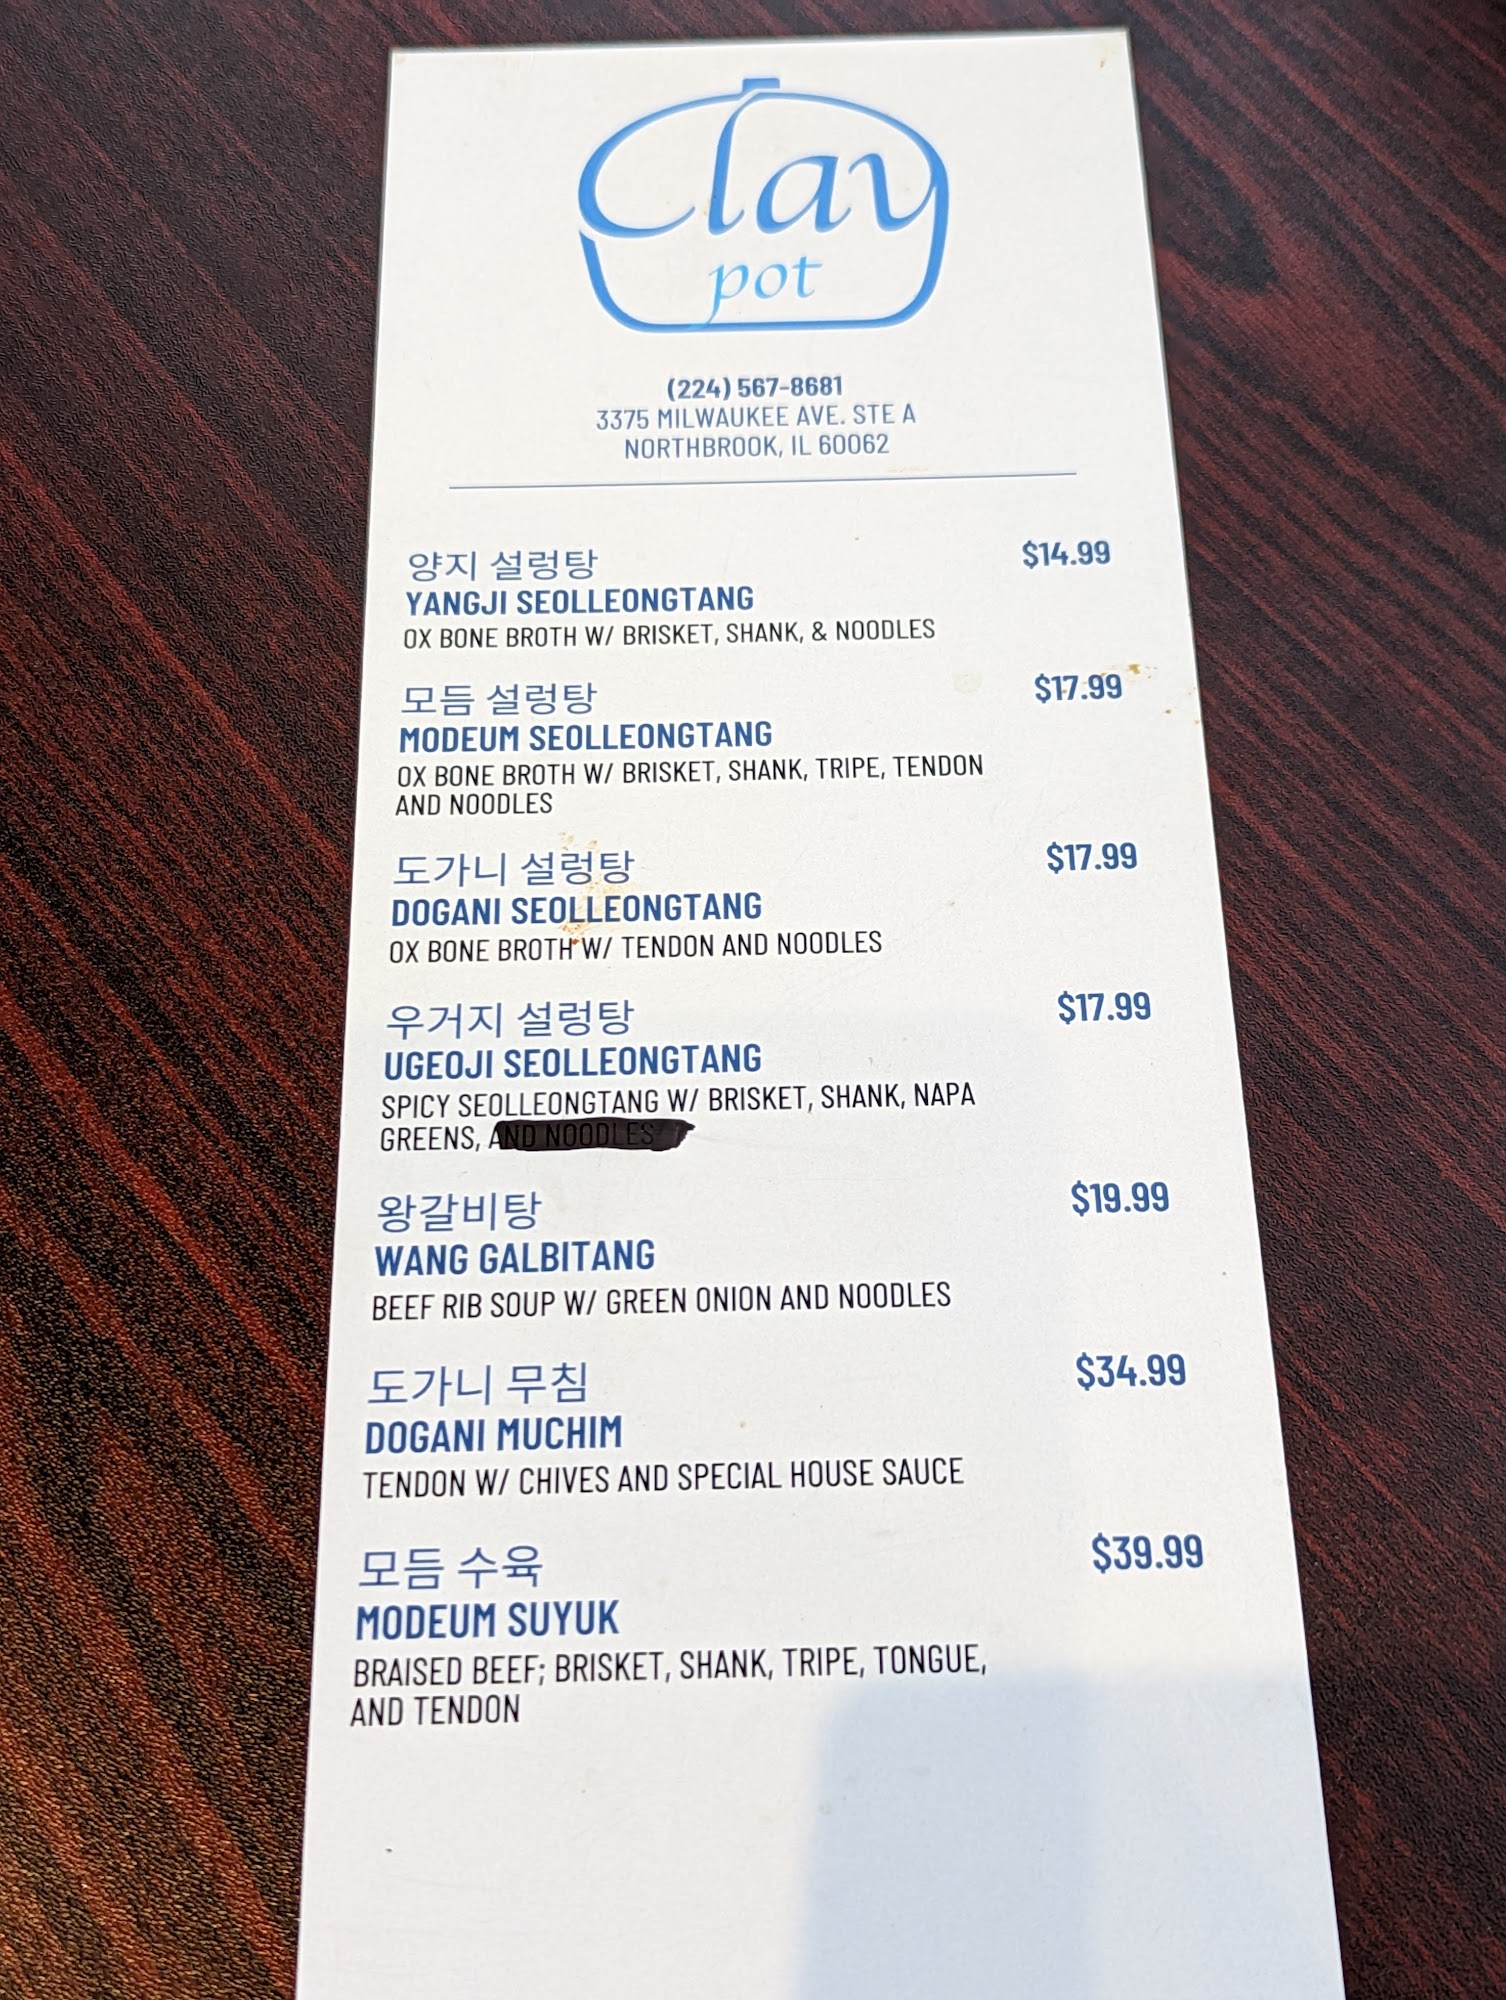 Clay
pot
(224) 567-8681
3375 MILWAUKEE AVE. STE A
NORTHBROOK, IL 60062
양지 설렁탕 $14.99
YANGJI SEOLLEONGTANG
OX BONE BROTH W/ BRISKET, SHANK, & NOODLES
모듬 설렁탕 $17.99
MODEUM SEOLLEONGTANG
OX BONE BROTH W/ BRISKET, SHANK, TRIPE, TENDON
AND NOODLES
도가니 설렁탕 $17.99
DOGANI SEOLLEONGTANG
OX BONE BROTH W/ TENDON AND NOODLES
우거지 설렁탕 $17.99
UGEOJI SEOLLEONGTANG
SPICY SEOLLEONGTANG W/ BRISKET, SHANK, NAPA
GREENS, AND NOODLES
왕갈비탕 $19.99
WANG GALBITANG
BEEF RIB SOUP W/ GREEN ONION AND NOODLES
도가니 무침 $34.99
DOGANI MUCHIM
TENDON W/ CHIVES AND SPECIAL HOUSE SAUCE
모듬 수육 $39.99
MODEUM SUYUK
BRAISED BEEF; BRISKET, SHANK, TRIPE, TONGUE,
AND TENDON